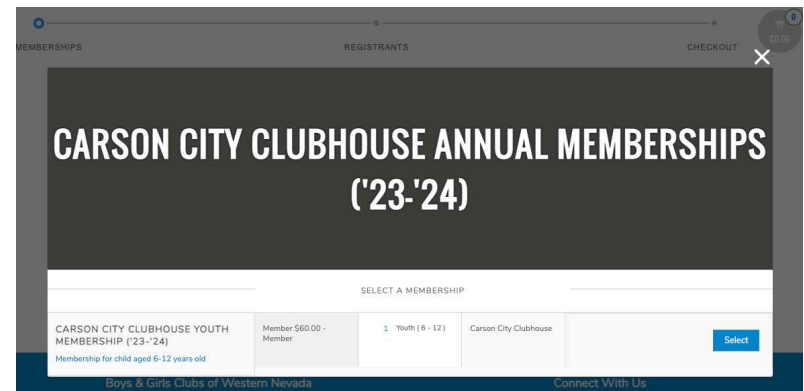 0
$0.00
MEMBERSHIPS
REGISTRANTS
CHECKOUT
CARSON CITY CLUBHOUSE ANNUAL MEMBERSHIPS
('23-'24)
SELECT A MEMBERSHIP
CARSON CITY CLUBHOUSE YOUTH
MEMBERSHIP ('23-'24)
Membership for child aged 6-12 years old
Member $60.00 -
Member
1 Youth ( 6 - 12 )
Carson City Clubhouse
Select
Boys & Girls Clubs of Western Nevada
Connect With Us